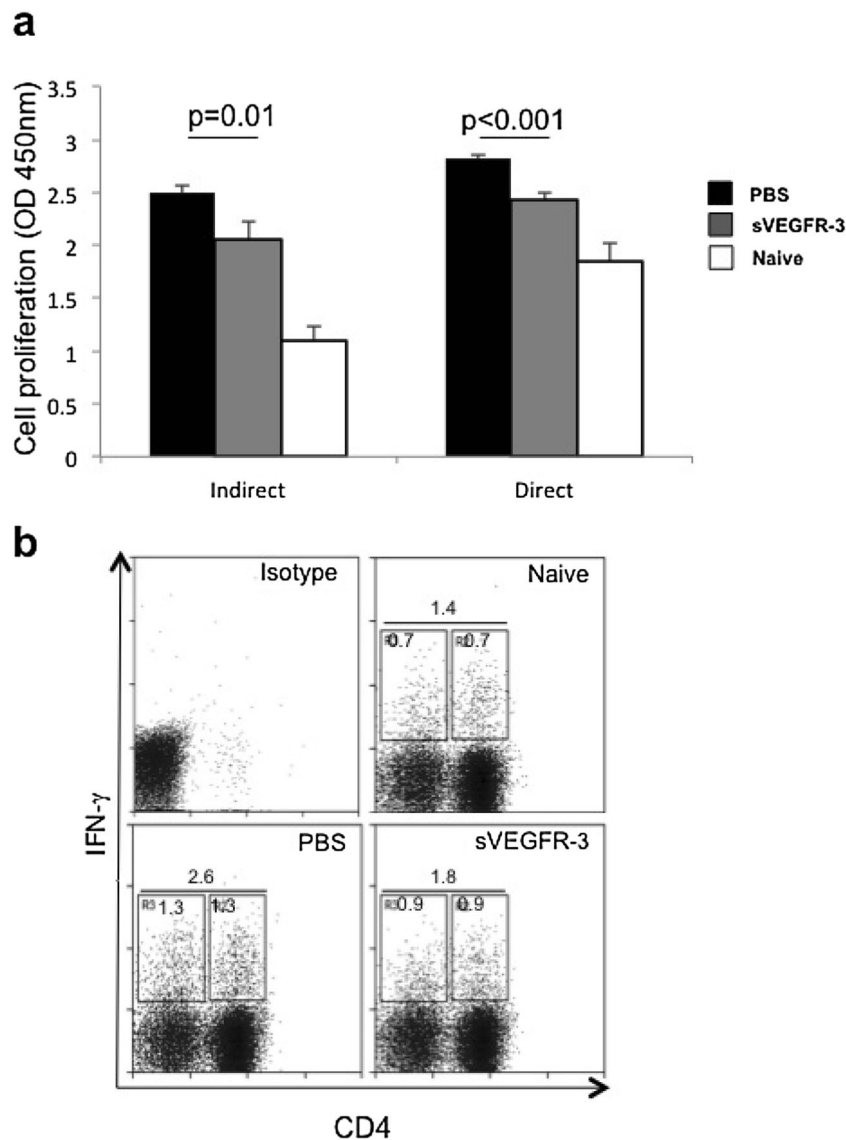 a
Cell proliferation (OD 450nm)
3.5
3
2.5
2
1.5
1
0.5
0
p=0.01
p<0.001
Indirect
Direct
PBS
sVEGFR-3
Naive
b
IFN-γ
Isotype
Naive
1.4
0.7
0.7
PBS
2.6
R3 1.3
1.3
sVEGFR-3
1.8
0.9
0.9
CD4